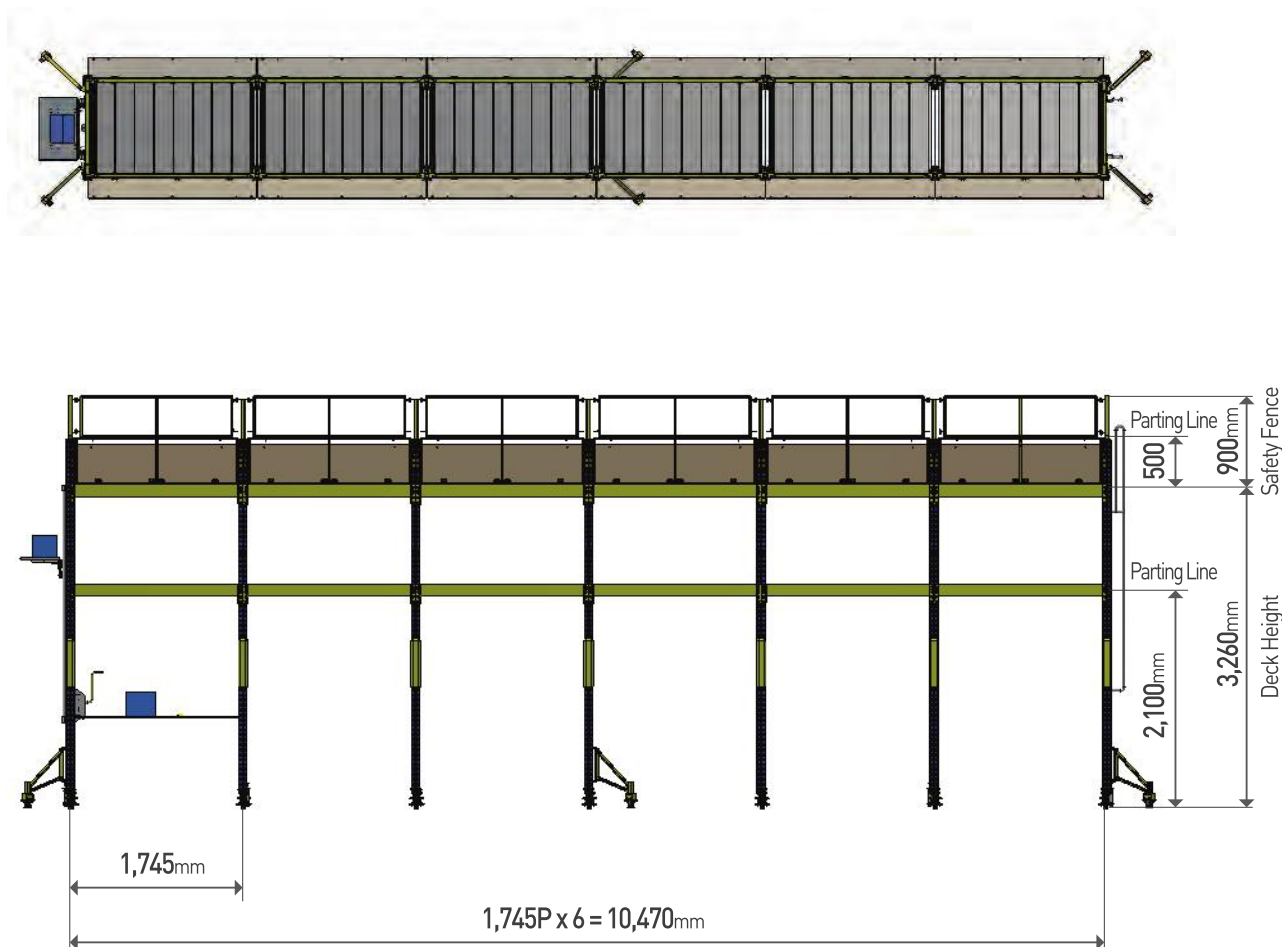 Parting Line
500
900mm
Safety Fence
Parting Line
2,100mm
3,260mm
Deck Height
1,745mm
1,745P x 6 = 10,470mm